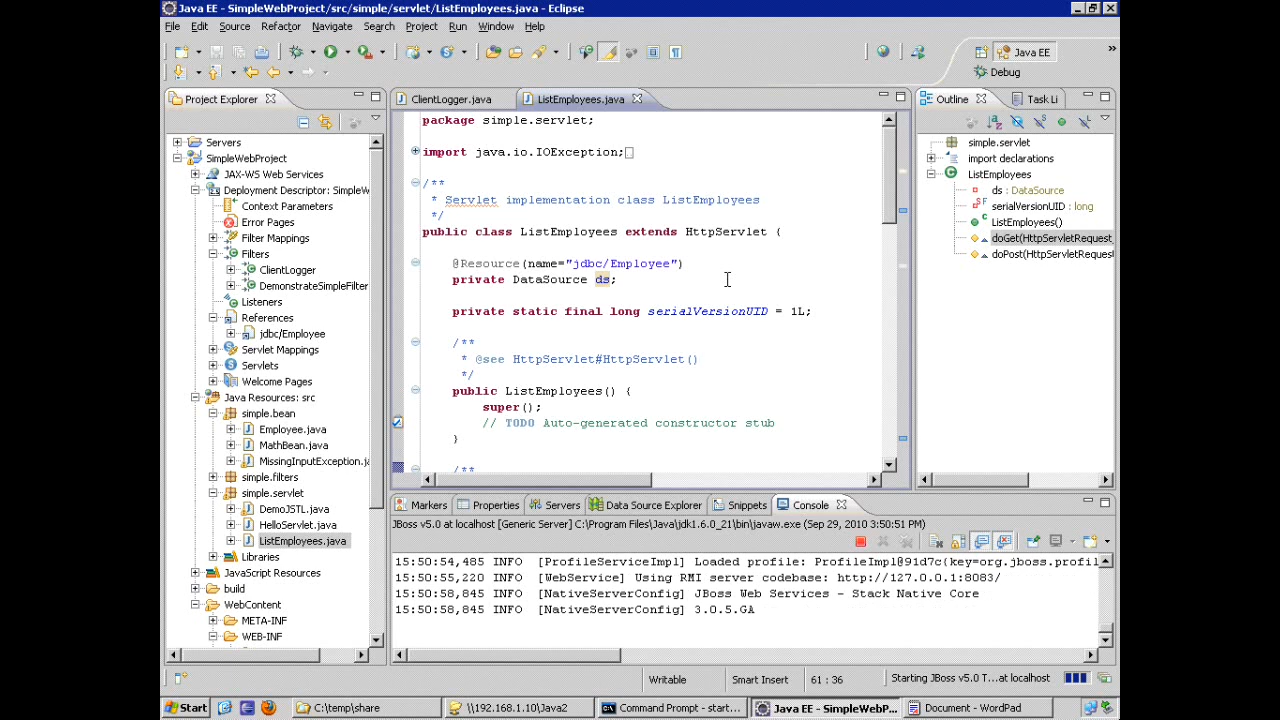 Java EE - SimpleWebProject/src/simple/servlet/ListEmployees.java - Eclipse
File Edit Source Refactor Navigate Search Project Run Window Help
Java EE
Debug
Project Explorer
Servers
SimpleWebProject
JAX-WS Web Services
Deployment Descriptor: SimpleW
Context Parameters
Error Pages
Filter Mappings
Filters
ClientLogger
DemonstrateSimpleFilter
Listeners
References
jdbc/Employee
Servlet Mappings
Servlets
Welcome Pages
Java Resources: src
simple.bean
Employee.java
MathBean.java
MissingInputException.ja
simple.filters
simple.servlet
DemoJSTL.java
HelloServlet.java
ListEmployees.java
Libraries
JavaScript Resources
build
WebContent
META-INF
WEB-INF
ClientLogger.java ListEmployees.java
package simple.servlet;
import java.io.IOException;
/**
* Servlet implementation class ListEmployees
*/
public class ListEmployees extends HttpServlet {
@Resource(name="jdbc/Employee")
private DataSource ds;
private static final long serialVersionUID = 1L;
/**
* @see HttpServlet#HttpServlet()
*/
public ListEmployees() {
super();
// TODO Auto-generated constructor stub
}
/**
Outline Task Li
simple.servlet
import declarations
ListEmployees
ds: DataSource
serialVersionUID : long
ListEmployees()
doGet(HttpServletRequest
doPost(HttpServletRequest
Markers Properties Servers Data Source Explorer Snippets Console
JBoss v5.0 at localhost [Generic Server] C:\Program Files\Java\jdk1.6.0_21\bin\javaw.exe (Sep 29, 2010 3:50:51 PM)
15:50:54,485 INFO [ProfileServiceImpl] Loaded profile: ProfileImpl@91d7c{key=org.jboss.profil
15:50:55,220 INFO [WebService] Using RMI server codebase: http://127.0.0.1:8083/
15:50:58,845 INFO [NativeServerConfig] JBoss Web Services - Stack Native Core
15:50:58,845 INFO [NativeServerConfig] 3.0.5.GA
Writable Smart Insert 61 : 36 Starting JBoss v5.0 T...at localhost
Start C:\temp\share \\192.168.1.10\Java2 Command Prompt - start... Java EE - SimpleWebP... Document - WordPad